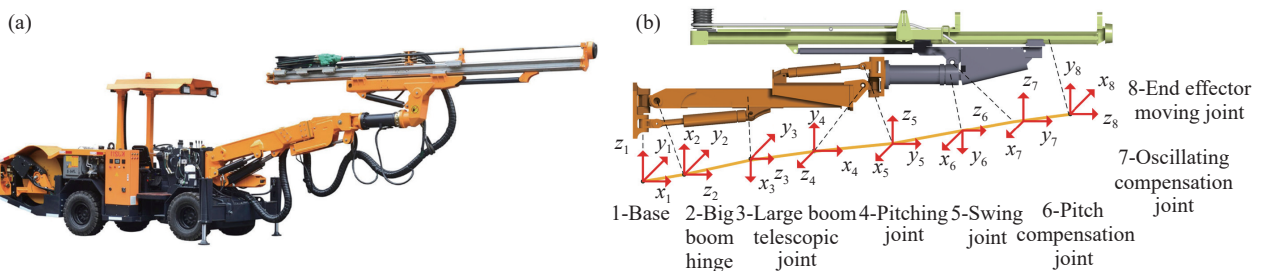 (a)
(b)
z1 y1 x1
x2 y2 z2
y3 z3 x3
y4 x4 z4
z5 y5 x5
z6 y6 x6
z7 y7 x7
y8 x8 z8
1-Base
2-Big
boom
hinge
3-Large boom
telescopic
joint
4-Pitching
joint
5-Swing
joint
6-Pitch
compensation
joint
7-Oscillating
compensation
joint
8-End effector
moving joint